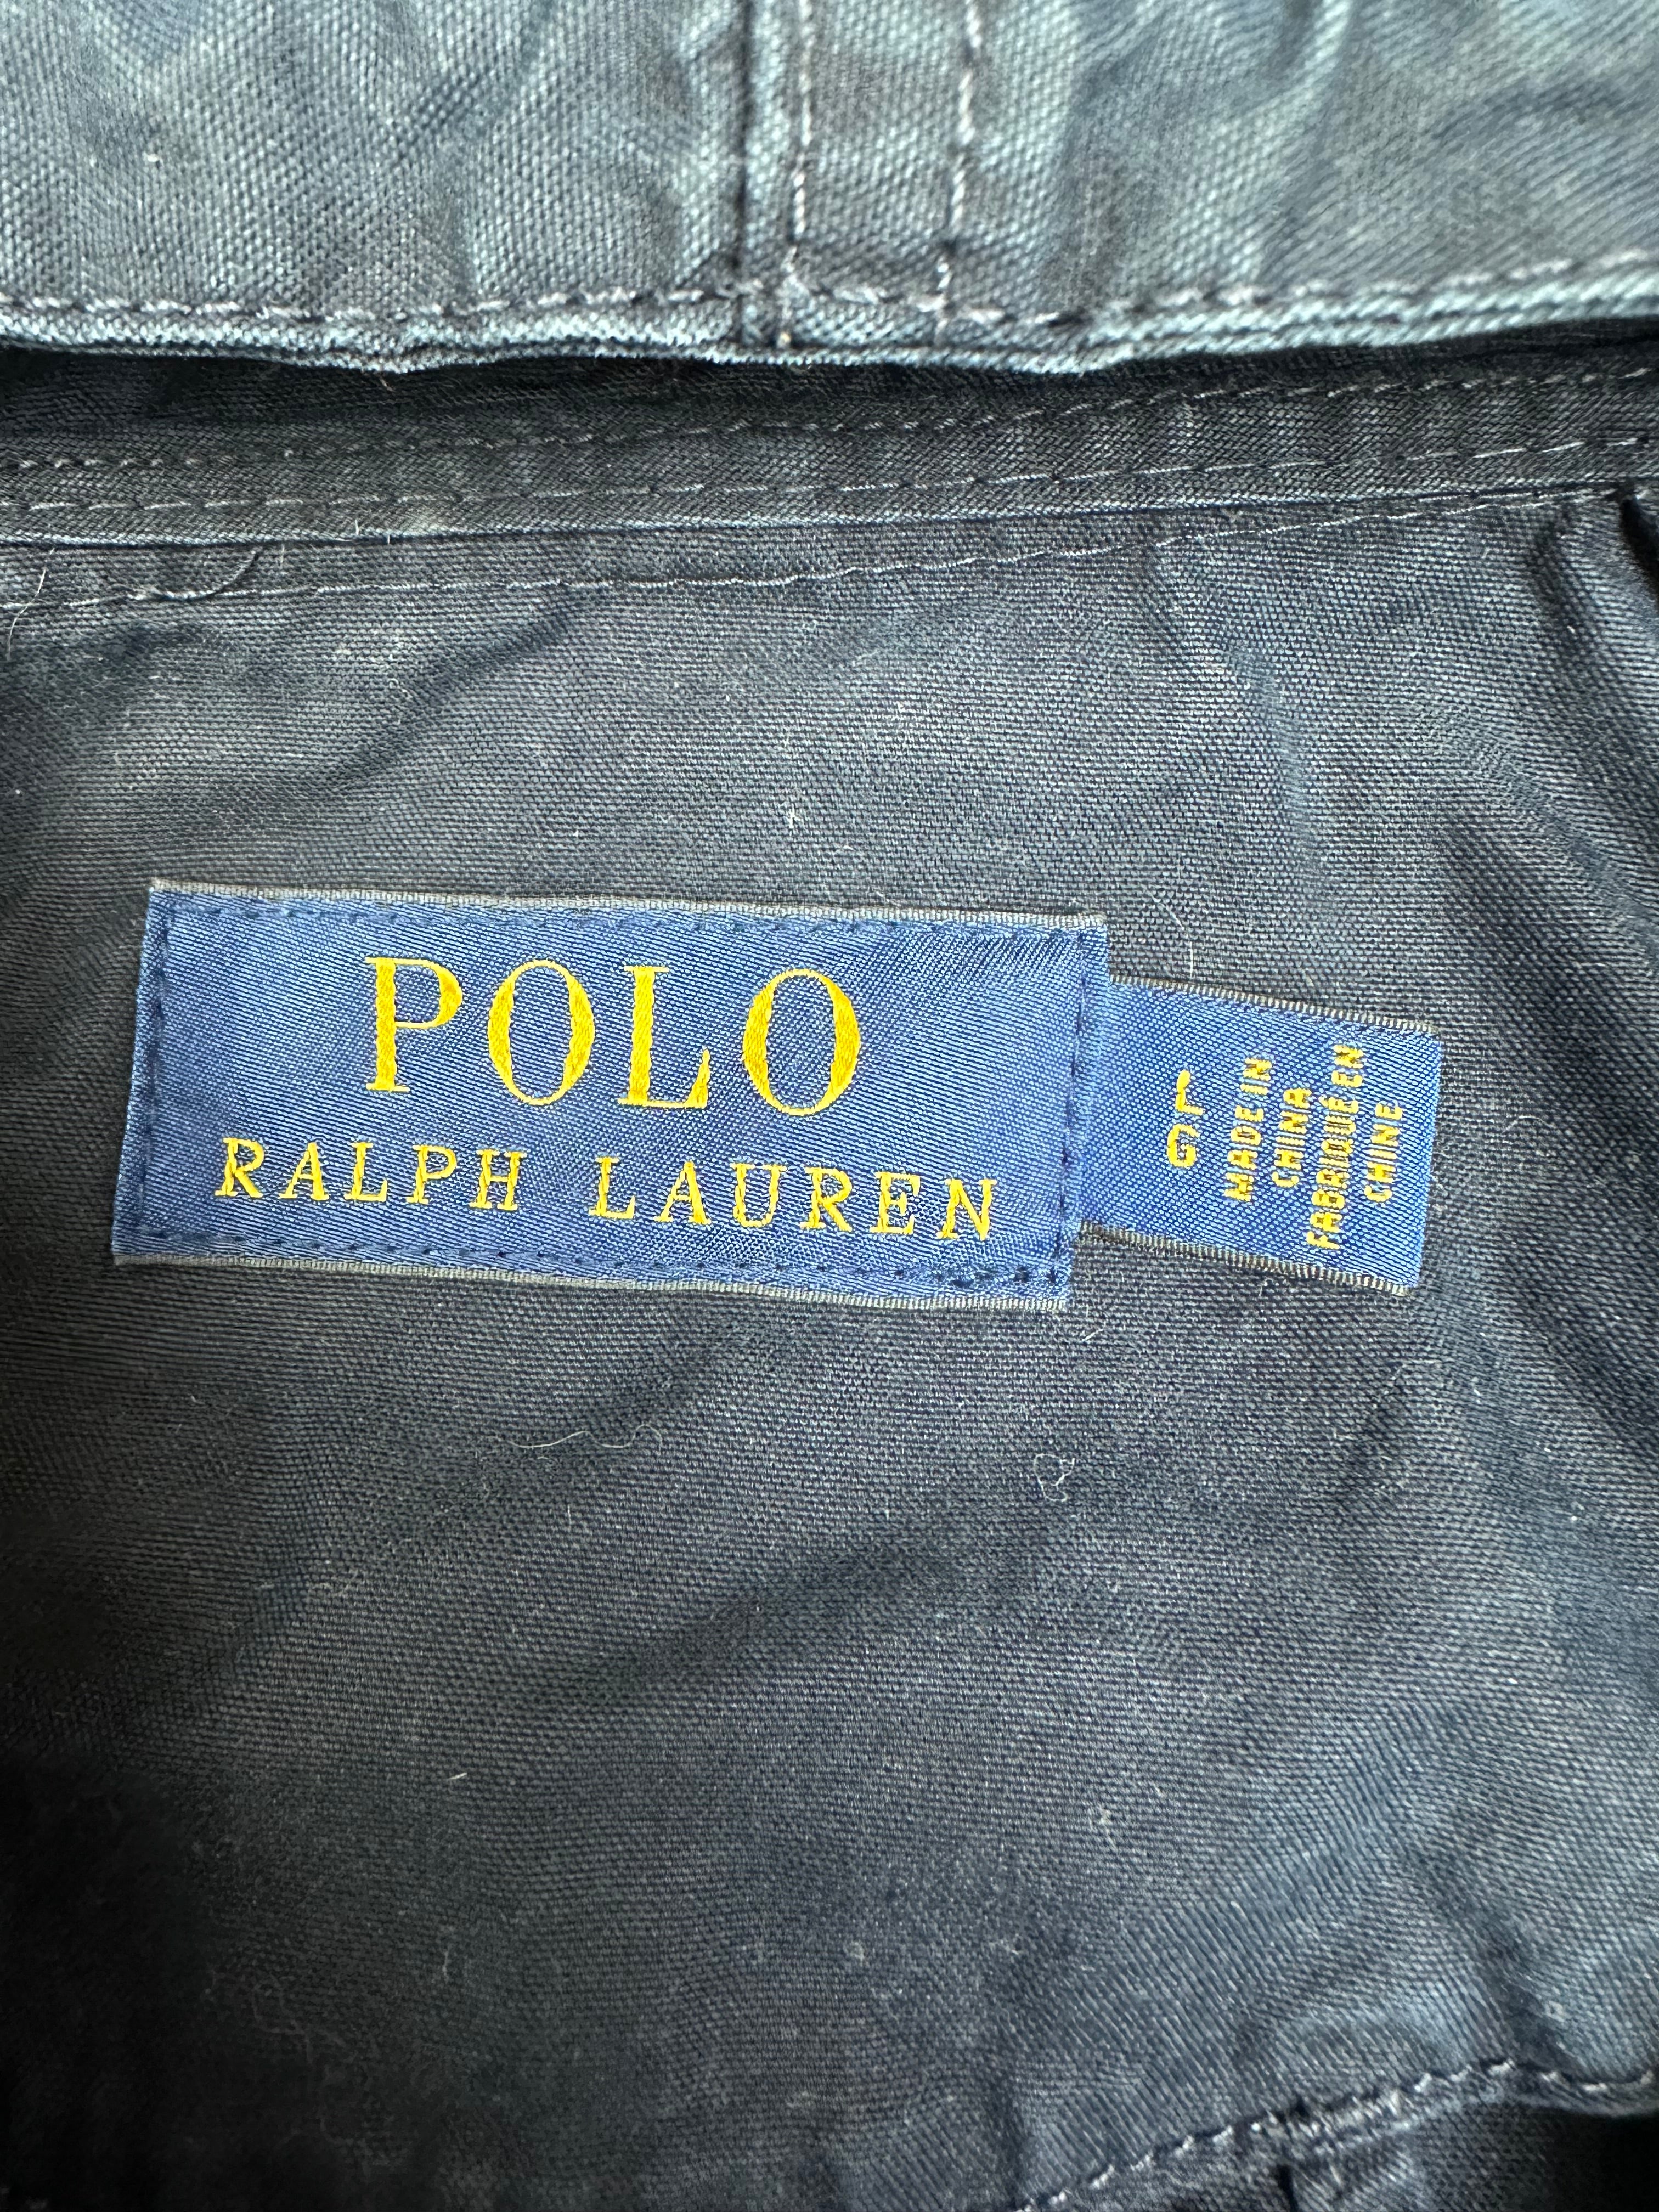 POLO
RALPH LAUREN
L
G
MADE IN
CHINA
FABRIQUÉ EN
CHINE